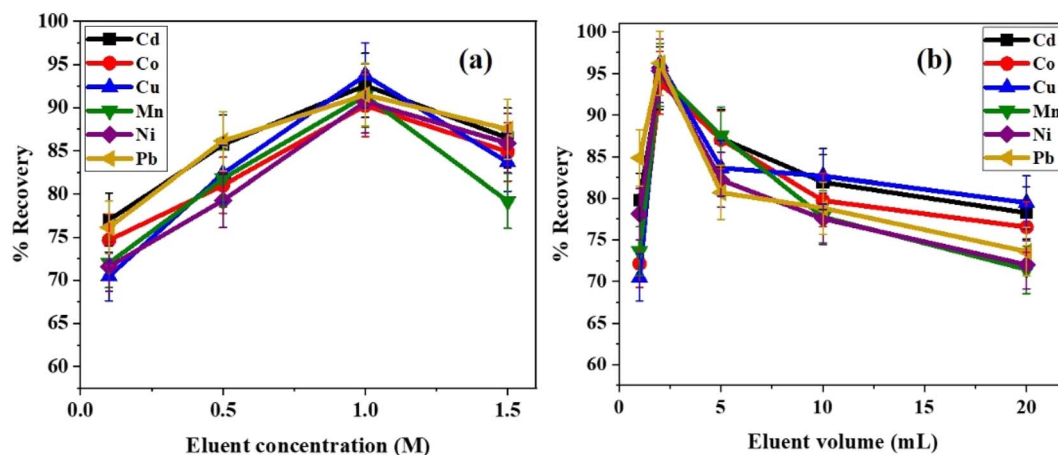 100
95
90
85
80
75
70
65
60
% Recovery
Cd
Co
Cu
Mn
Ni
Pb
(a)
0.0 0.5 1.0 1.5
Eluent concentration (M)
100
95
90
85
80
75
70
65
60
% Recovery
(b)
Cd
Co
Cu
Mn
Ni
Pb
0 5 10 15 20
Eluent volume (mL)